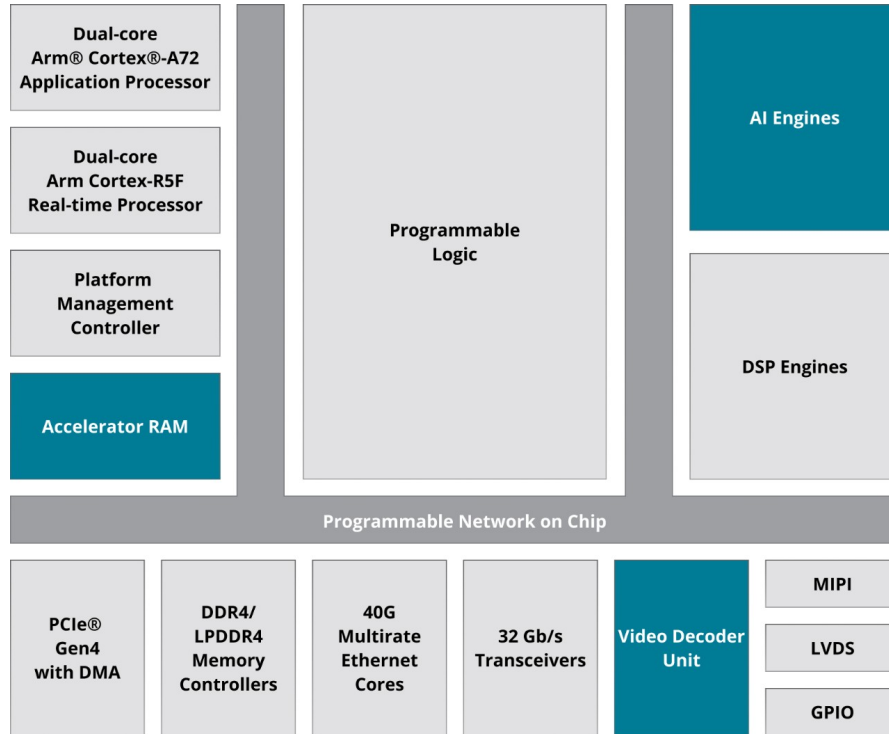 Dual-core
Arm® Cortex®-A72
Application Processor
Dual-core
Arm Cortex-R5F
Real-time Processor
Platform
Management
Controller
Accelerator RAM
Programmable
Logic
AI Engines
DSP Engines
Programmable Network on Chip
PCIe®
Gen4
with DMA
DDR4/
LPDDR4
Memory
Controllers
40G
Multirate
Ethernet
Cores
32 Gb/s
Transceivers
Video Decoder
Unit
MIPI
LVDS
GPIO